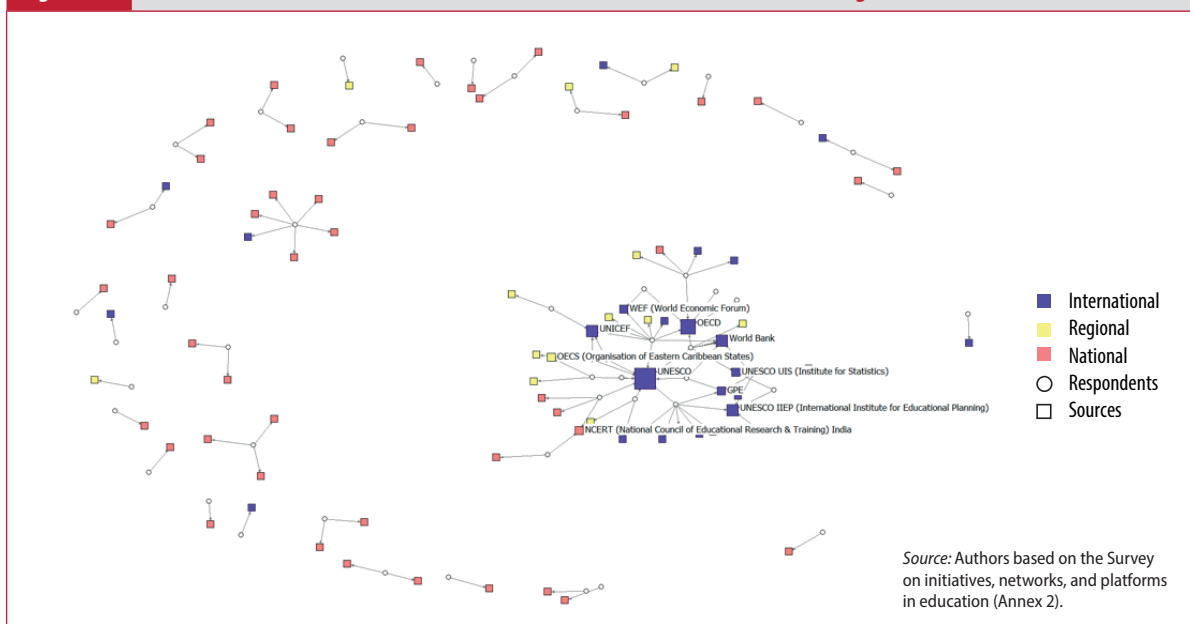 WEF (World Economic Forum)
OECD
UNICEF
World Bank
OECS (Organisation of Eastern Caribbean States)
UNESCO
UNESCO UIS (Institute for Statistics)
GPE
UNESCO IIEP (International Institute for Educational Planning)
NCERT (National Council of Educational Research & Training) India
International
Regional
National
Respondents
Sources
Source: Authors based on the Survey
on initiatives, networks, and platforms
in education (Annex 2).